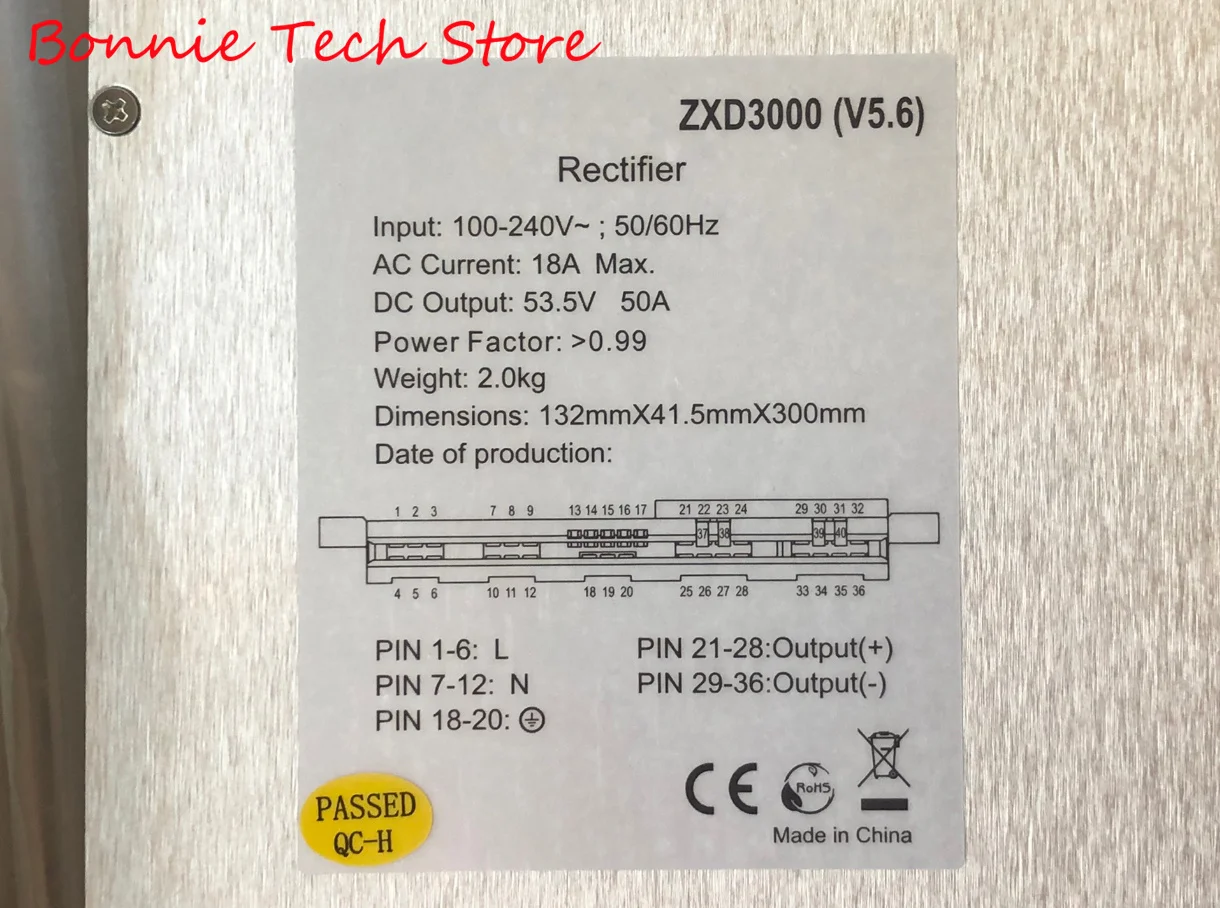 Bonnie Tech Store
ZXD3000 (V5.6)
Rectifier
Input: 100-240V~ ; 50/60Hz
AC Current: 18A Max.
DC Output: 53.5V 50A
Power Factor: >0.99
Weight: 2.0kg
Dimensions: 132mmX41.5mmX300mm
Date of production:
1 2 3 7 8 9 13 14 15 16 17 21 22 23 24 29 30 31 32
37 38 39 40
4 5 6 10 11 12 18 19 20 25 26 27 28 33 34 35 36
PIN 1-6: L
PIN 21-28:Output(+)
PIN 7-12: N
PIN 29-36:Output(-)
PIN 18-20: ⏚
CE RoHS
Made in China
PASSED
QC-H